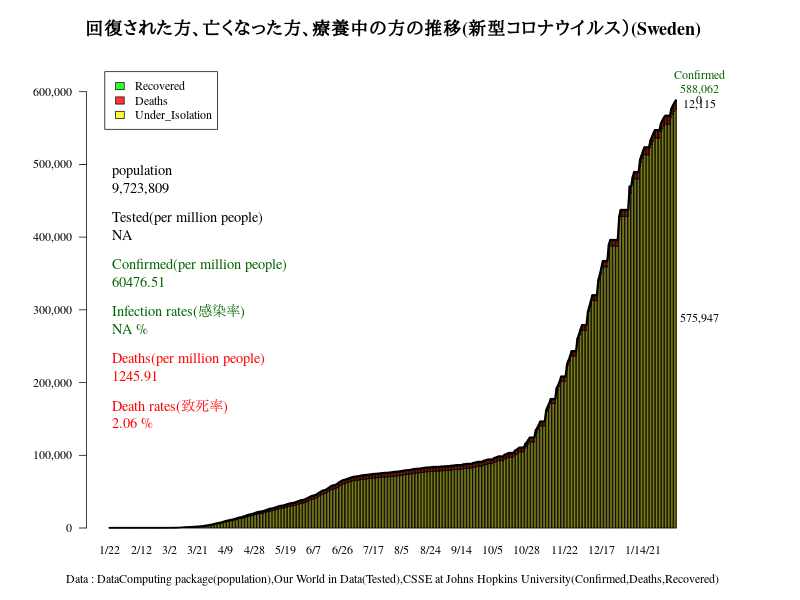 回復された方、亡くなった方、療養中の方の推移(新型コロナウイルス)(Sweden)
Confirmed
588,062
0
12,115
575,947
Recovered
Deaths
Under_Isolation
population
9,723,809
Tested(per million people)
NA
Confirmed(per million people)
60476.51
Infection rates(感染率)
NA %
Deaths(per million people)
1245.91
Death rates(致死率)
2.06 %
600,000
500,000
400,000
300,000
200,000
100,000
0
1/22 2/12 3/2 3/21 4/9 4/28 5/19 6/7 6/26 7/17 8/5 8/24 9/14 10/5 10/28 11/22 12/17 1/14/21
Data : DataComputing package(population),Our World in Data(Tested),CSSE at Johns Hopkins University(Confirmed,Deaths,Recovered)